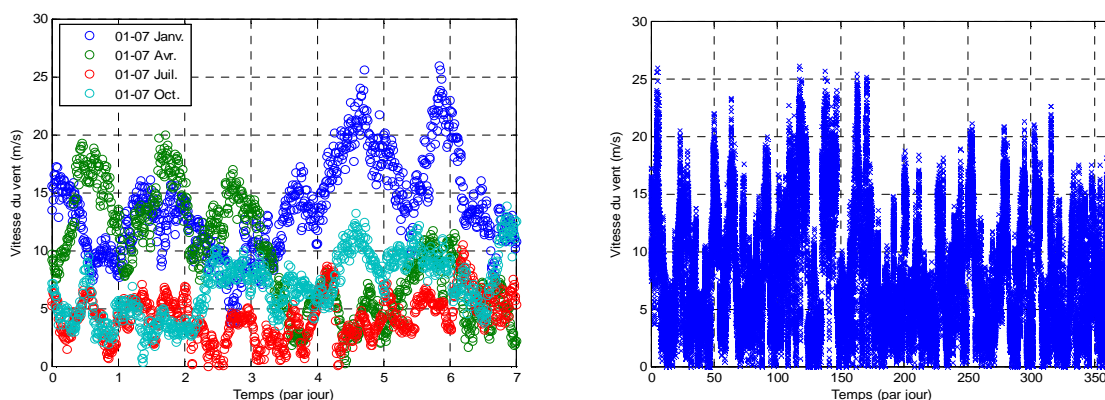 30
25
20
15
10
5
0
Vitesse du vent (m/s)
01-07 Janv.
01-07 Avr.
01-07 Juil.
01-07 Oct.
0 1 2 3 4 5 6 7
Temps (par jour)
30
25
20
15
10
5
0
Vitesse du vent (m/s)
0 50 100 150 200 250 300 350
Temps (par jour)